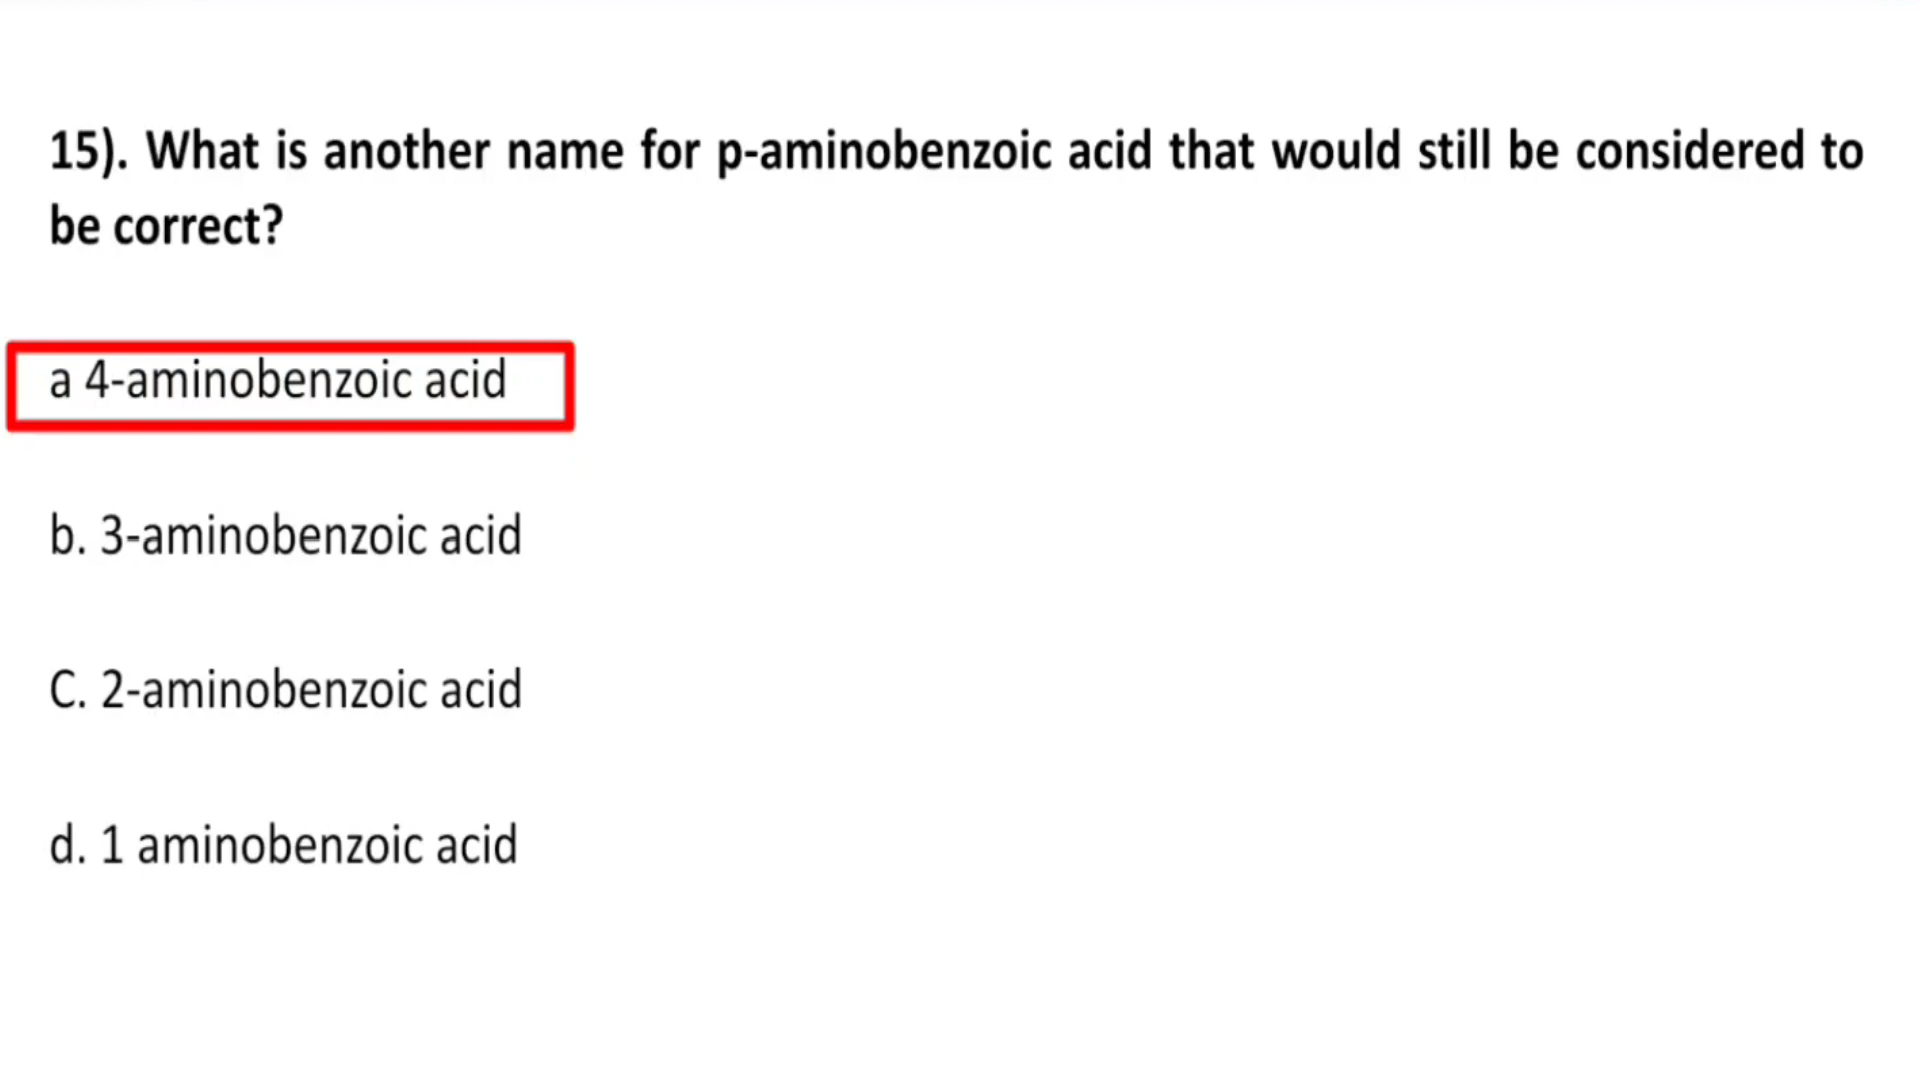 15). What is another name for p-aminobenzoic acid that would still be considered to
be correct?
a 4-aminobenzoic acid
b. 3-aminobenzoic acid
C. 2-aminobenzoic acid
d. 1 aminobenzoic acid